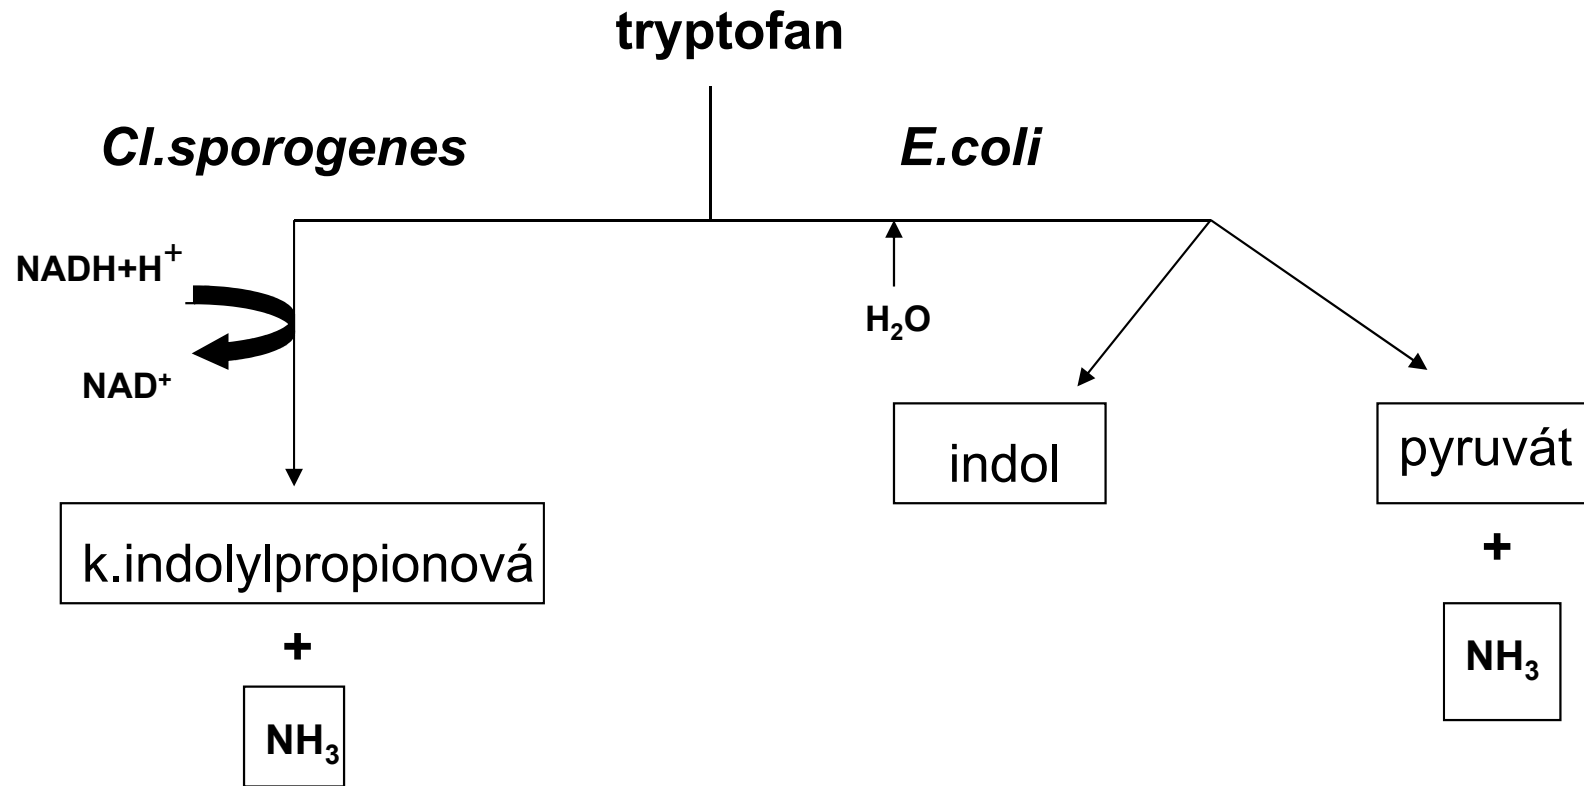 tryptofan
Cl.sporogenes
E.coli
NADH+H⁺
NAD⁺
H₂O
indol
pyruvát
k.indolylpropionová
+
NH₃
+
NH₃